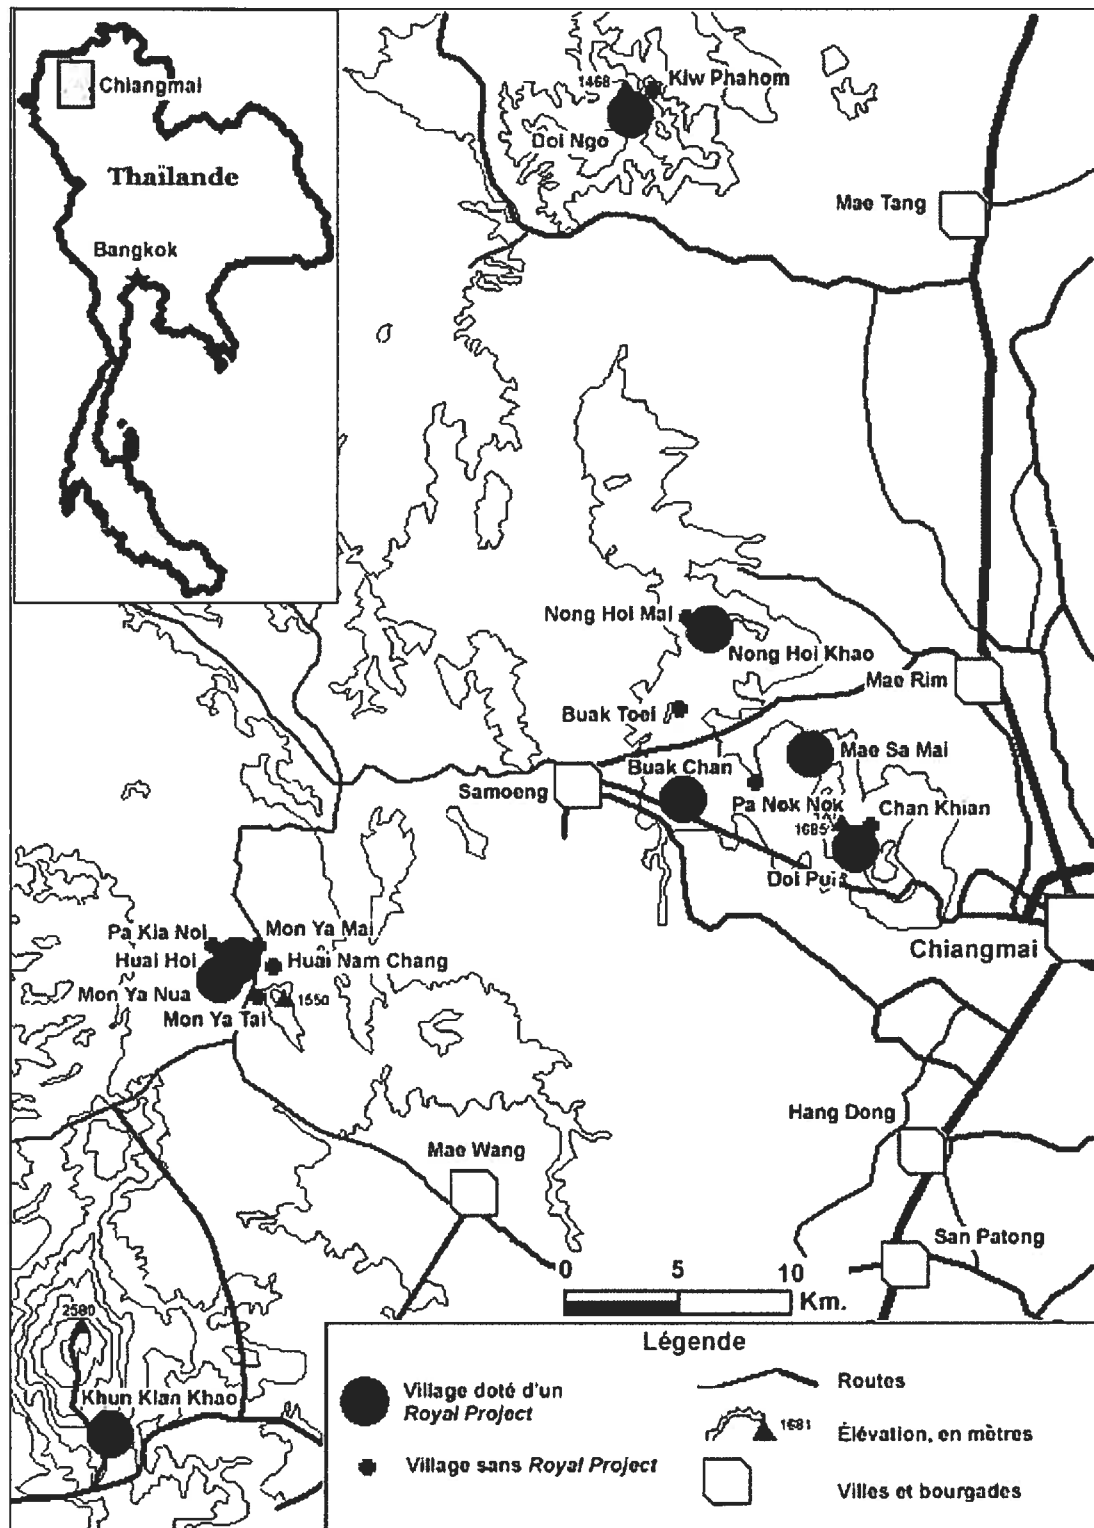 Chiangmai
Thaïlande
Bangkok
1468
Kiw Phahom
Doi Ngo
Mae Tang
Nong Hoi Mai
Nong Hoi Khao
Mae Rim
Buak Toei
Buak Chan
Mae Sa Mai
Samoeng
Pa Nok Nok
Chan Khian
1685
Doi Pui
Chiangmai
Pa Kia Noi
Mon Ya Mai
Huai Hoi
Huai Nam Chang
Mon Ya Nua
1550
Mon Ya Tai
Hang Dong
Mae Wang
San Patong
0 5 10
Km.
2580
Khun Klan Khao
Légende
Village doté d'un
Royal Project
Routes
1681
Élévation, en mètres
Village sans Royal Project
Villes et bourgades